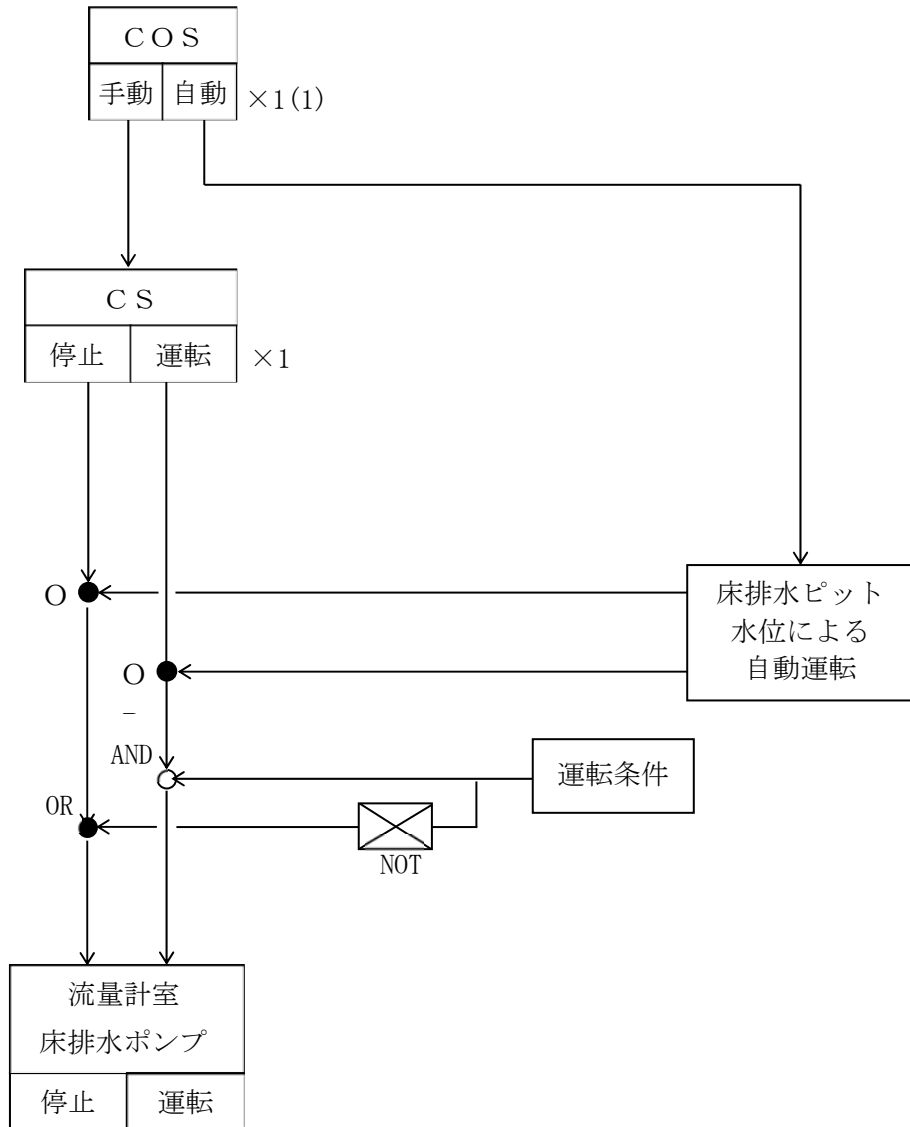 ＣＯＳ
手動 自動 ×1(1)
ＣＳ
停止 運転 ×1
O
床排水ピット
水位による
自動運転
O
AND
運転条件
OR
NOT
流量計室
床排水ポンプ
停止 運転